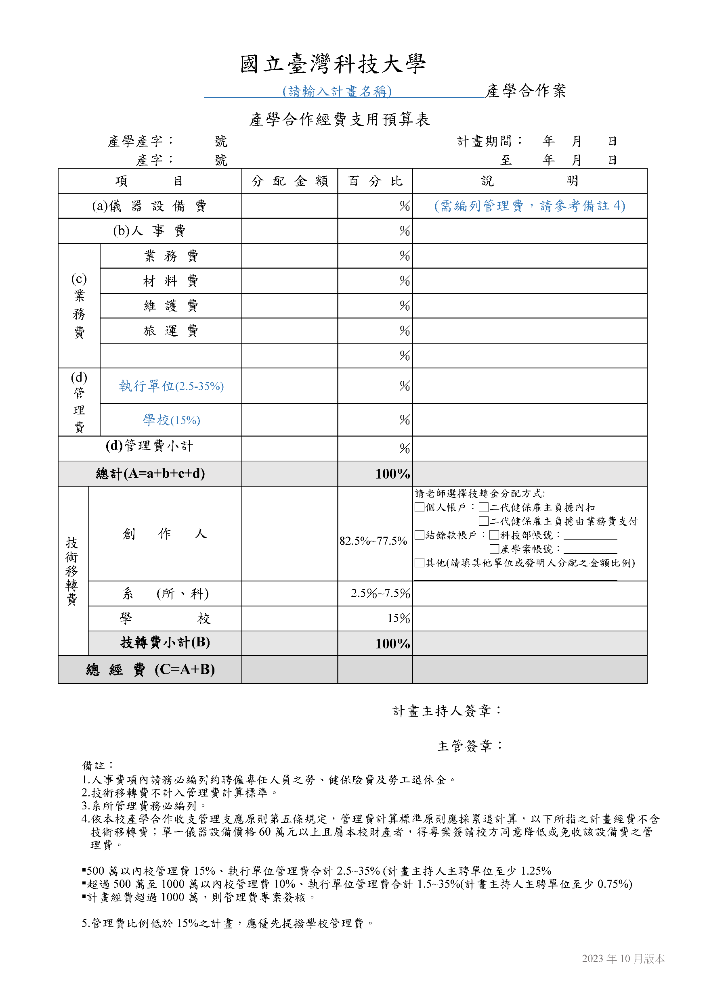 國立臺灣科技大學
(請輸入計畫名稱) 產學合作案
產學合作經費支用預算表
產學產字： 號 計畫期間： 年 月 日
產字： 號 至 年 月 日
項 目 分 配 金 額 百 分 比 說 明
(a)儀 器 設 備 費 % (需編列管理費，請參考備註 4)
(b)人 事 費 %
(c)業務費
業 務 費 %
材 料 費 %
維 護 費 %
旅 運 費 %
%
(d)管理費
執行單位(2.5-35%) %
學校(15%) %
(d)管理費小計 %
總計(A=a+b+c+d) 100%
技術移轉費
創 作 人 82.5%~77.5%
請老師選擇技轉金分配方式:
□個人帳戶：□二代健保雇主負擔內扣
□二代健保雇主負擔由業務費支付
□結餘款帳戶：□科技部帳號：__________
□產學案帳號：__________
□其他(請填其他單位或發明人分配之金額比例)
系 (所、科) 2.5%~7.5%
學 校 15%
技轉費小計(B) 100%
總 經 費 (C=A+B)
計畫主持人簽章：
主管簽章：
備註：
1.人事費項內請務必編列約聘僱專任人員之勞、健保險費及勞工退休金。
2.技術移轉費不計入管理費計算標準。
3.系所管理費務必編列。
4.依本校產學合作收支管理支應原則第五條規定，管理費計算標準原則應採累退計算，以下所指之計畫經費不含
技術移轉費；單一儀器設備價格 60 萬元以上且屬本校財產者，得專案簽請校方同意降低或免收該設備費之管
理費。
▪500 萬以內校管理費 15%、執行單位管理費合計 2.5~35% (計畫主持人主聘單位至少 1.25%
▪超過 500 萬至 1000 萬以內校管理費 10%、執行單位管理費合計 1.5~35%(計畫主持人主聘單位至少 0.75%)
▪計畫經費超過 1000 萬，則管理費專案簽核。
5.管理費比例低於 15%之計畫，應優先提撥學校管理費。
2023 年 10 月版本